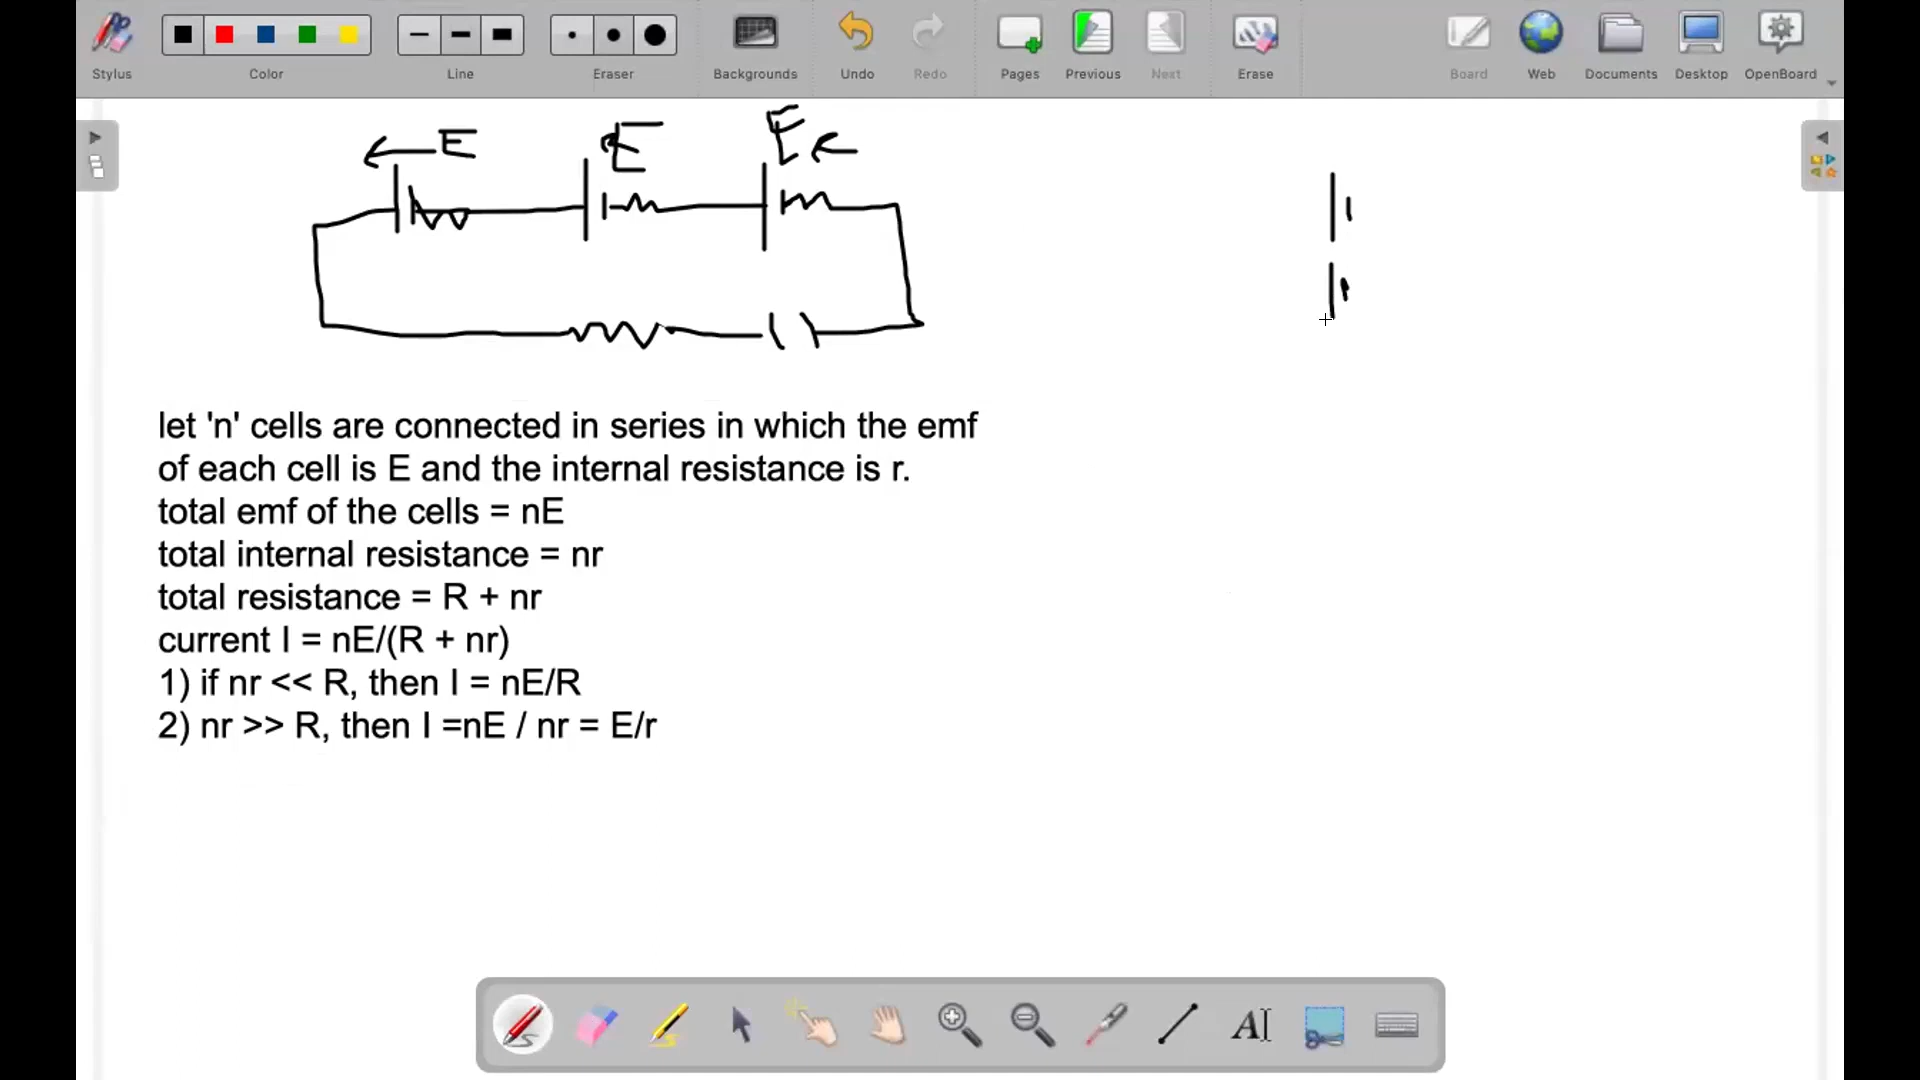 Stylus Color Line Eraser Backgrounds Undo Redo Pages Previous Next Erase Board Web Documents Desktop OpenBoard
E E E
let 'n' cells are connected in series in which the emf
of each cell is E and the internal resistance is r.
total emf of the cells = nE
total internal resistance = nr
total resistance = R + nr
current I = nE/(R + nr)
1) if nr << R, then I = nE/R
2) nr >> R, then I =nE / nr = E/r